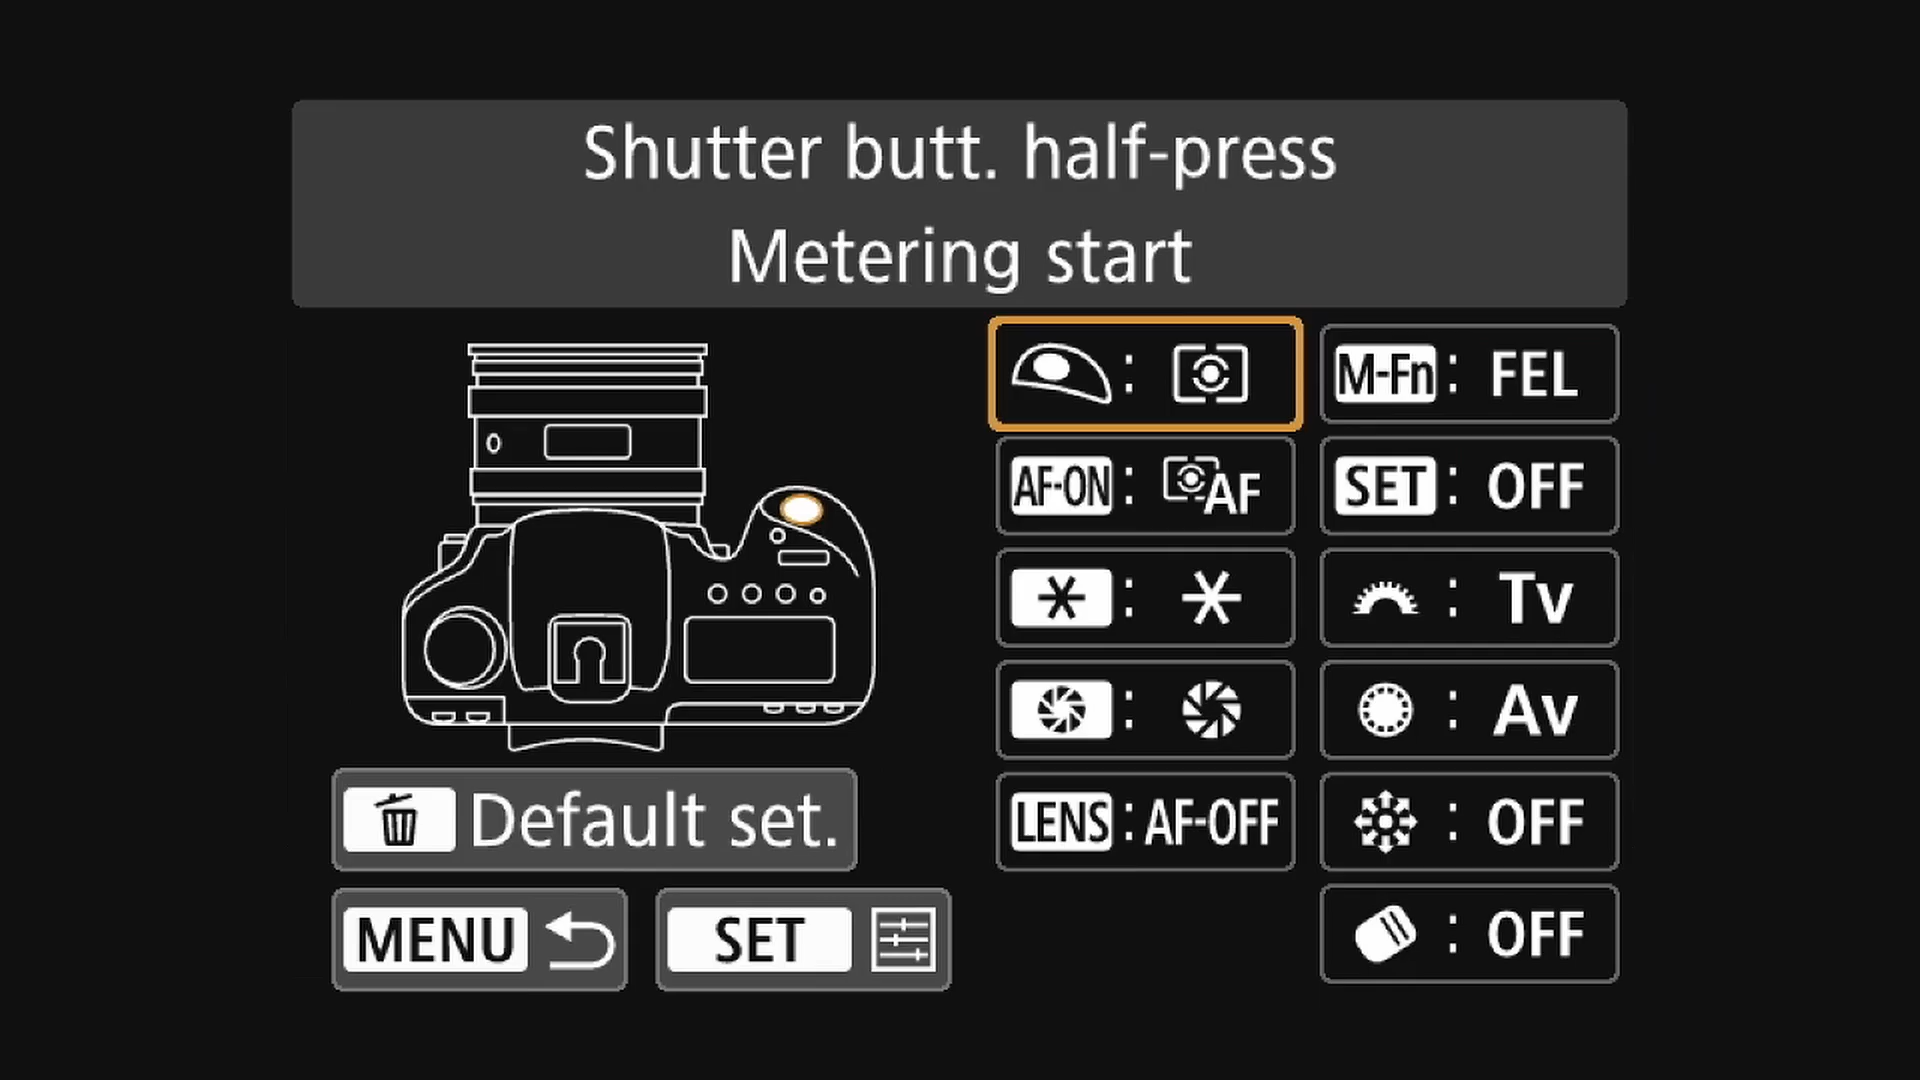 Shutter butt. half-press
Metering start
M-Fn: FEL
AF-ON: AF
SET: OFF
: Tv
: Av
LENS: AF-OFF
: OFF
: OFF
Default set.
MENU
SET